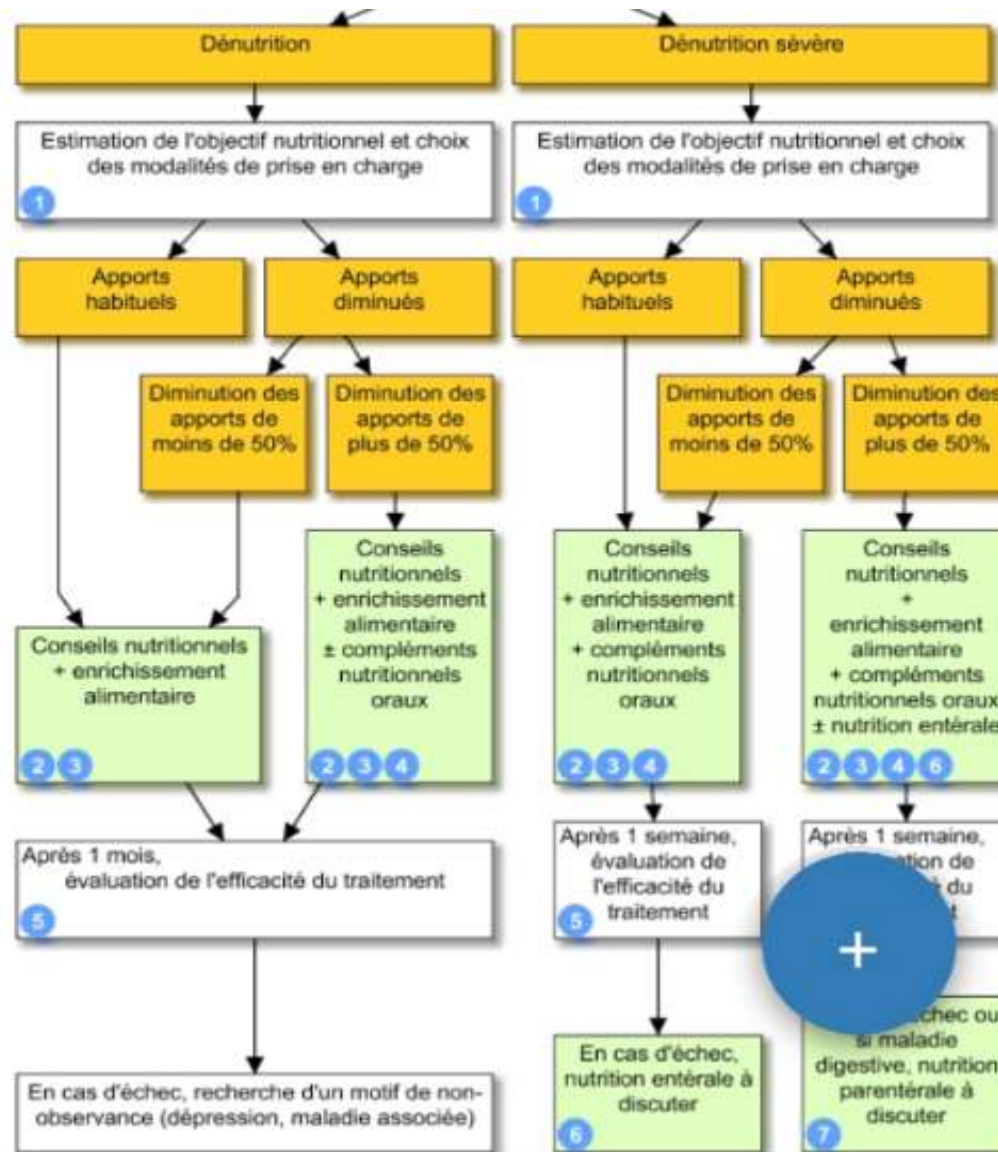 Dénutrition
Dénutrition sévère
Estimation de l'objectif nutritionnel et choix
des modalités de prise en charge
1
Estimation de l'objectif nutritionnel et choix
des modalités de prise en charge
1
Apports
habituels
Apports
diminués
Apports
habituels
Apports
diminués
Diminution des
apports de
moins de 50%
Diminution des
apports de
plus de 50%
Diminution des
apports de
moins de 50%
Diminution des
apports de
plus de 50%
Conseils nutritionnels
+ enrichissement
alimentaire
2 3
Conseils
nutritionnels
+ enrichissement
alimentaire
± compléments
nutritionnels
oraux
2 3 4
Conseils
nutritionnels
+ enrichissement
alimentaire
+ compléments
nutritionnels
oraux
2 3 4
Conseils
nutritionnels
+
enrichissement
alimentaire
+ compléments
nutritionnels oraux
± nutrition entérale
2 3 4 6
Après 1 mois,
évaluation de l'efficacité du traitement
5
Après 1 semaine,
évaluation de
l'efficacité du
traitement
5
Après 1 semaine,
de
du
+
En cas d'échec, recherche d'un motif de non-
observance (dépression, maladie associée)
En cas d'échec,
nutrition entérale à
discuter
6
ou
si maladie
digestive, nutrition
parentérale à
discuter
7